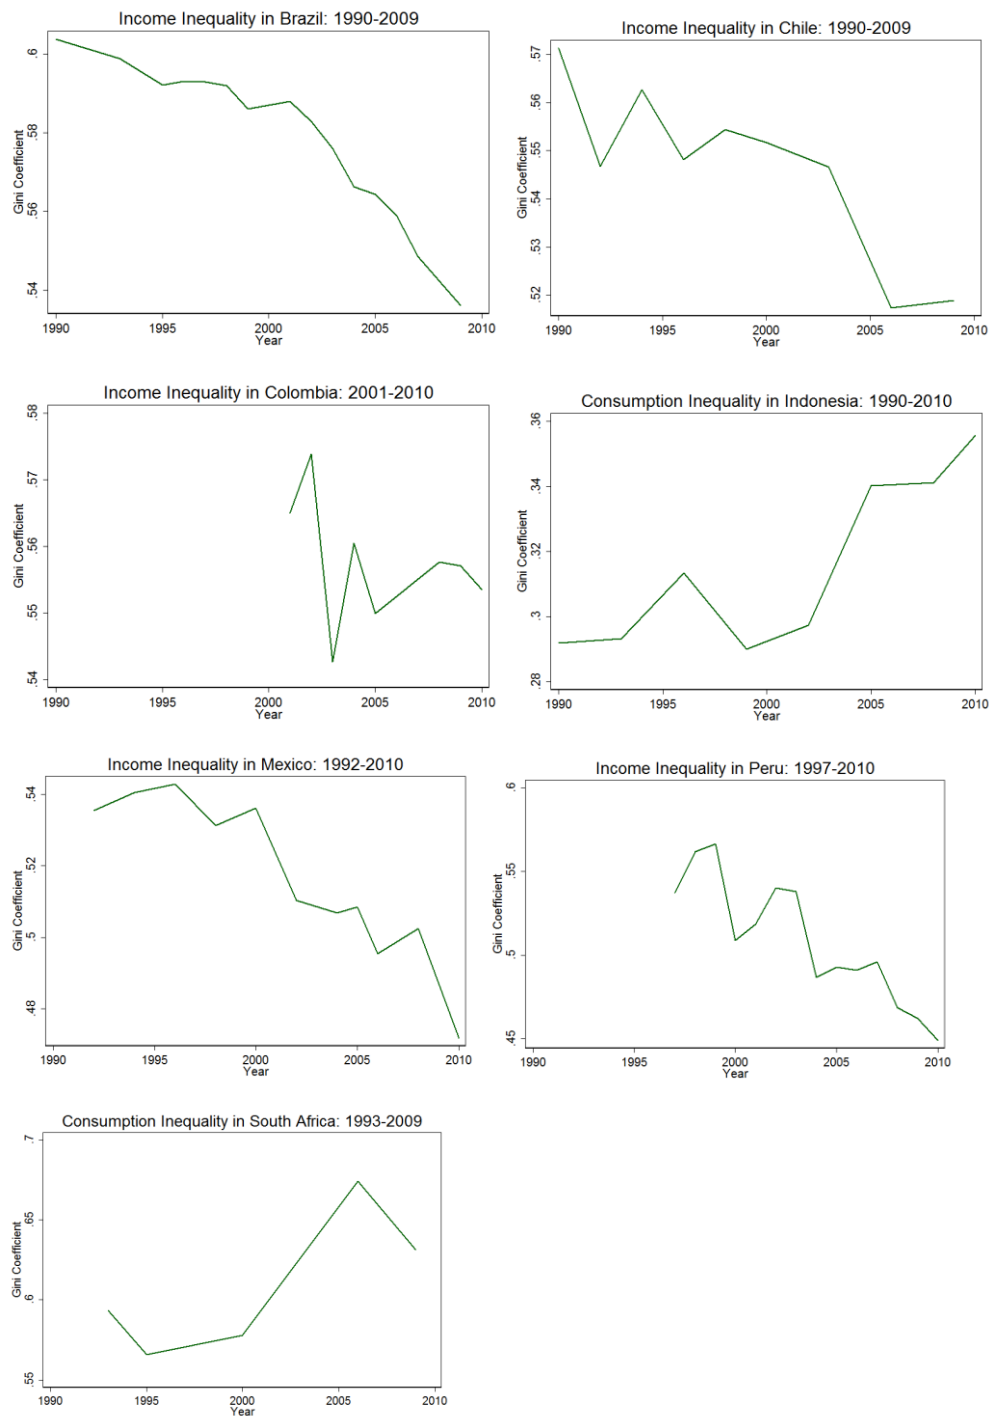 Income Inequality in Brazil: 1990-2009
Gini Coefficient
.6
.58
.56
.54
1990 1995 2000 2005 2010
Year
Income Inequality in Chile: 1990-2009
Gini Coefficient
.57
.56
.55
.54
.53
.52
1990 1995 2000 2005 2010
Year
Income Inequality in Colombia: 2001-2010
Gini Coefficient
.58
.57
.56
.55
.54
1990 1995 2000 2005 2010
Year
Consumption Inequality in Indonesia: 1990-2010
Gini Coefficient
.36
.34
.32
.3
.28
1990 1995 2000 2005 2010
Year
Income Inequality in Mexico: 1992-2010
Gini Coefficient
.54
.52
.5
.48
1990 1995 2000 2005 2010
Year
Income Inequality in Peru: 1997-2010
Gini Coefficient
.6
.55
.5
.45
1990 1995 2000 2005 2010
Year
Consumption Inequality in South Africa: 1993-2009
Gini Coefficient
.7
.65
.6
.55
1990 1995 2000 2005 2010
Year